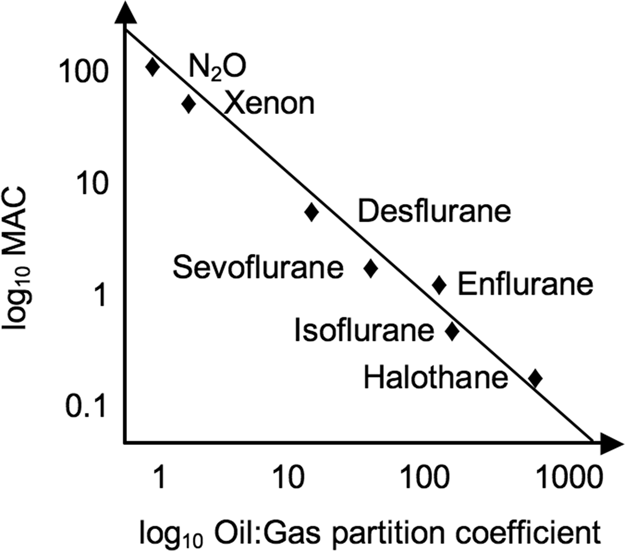 100
N₂O
Xenon
10
Desflurane
Sevoflurane
Enflurane
1
Isoflurane
Halothane
0.1
log₁₀ MAC
1 10 100 1000
log₁₀ Oil:Gas partition coefficient